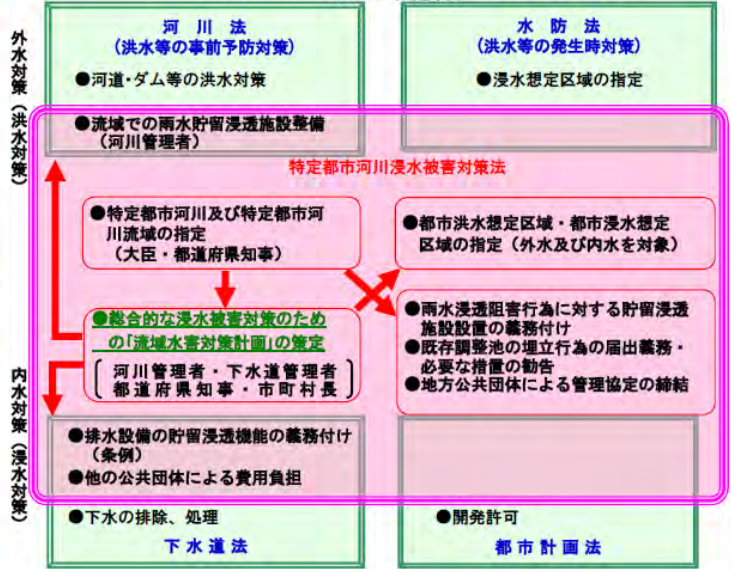 外水対策（洪水対策）
河川法
（洪水等の事前予防対策）
●河道・ダム等の洪水対策
●流域での雨水貯留浸透施設整備
（河川管理者）
水防法
（洪水等の発生時対策）
●浸水想定区域の指定
特定都市河川浸水被害対策法
●特定都市河川及び特定都市河
川流域の指定
（大臣・都道府県知事）
●都市洪水想定区域・都市浸水想定
区域の指定（外水及び内水を対象）
●総合的な浸水被害対策のため
の「流域水害対策計画」の策定
河川管理者・下水道管理者
都道府県知事・市町村長
●雨水浸透阻害行為に対する貯留浸透
施設設置の義務付け
●既存調整池の埋立行為の届出義務・
必要な措置の勧告
●地方公共団体による管理協定の締結
内水対策（浸水対策）
●排水設備の貯留浸透機能の義務付け
（条例）
●他の公共団体による費用負担
●下水の排除、処理
下水道法
●開発許可
都市計画法